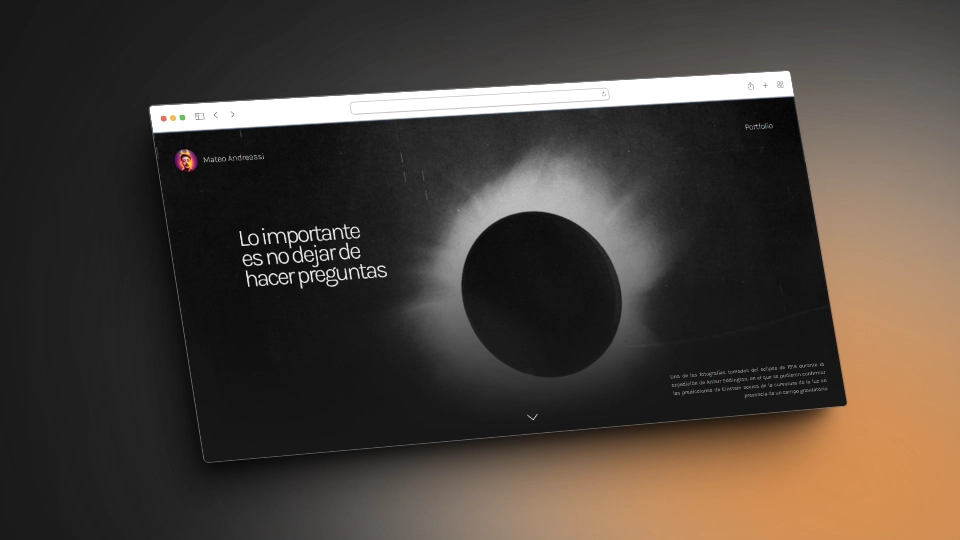 Mateo Andreassi
Portfolio
Lo importante
es no dejar de
hacer preguntas
Una de las fotografías tomadas del eclipse de 1919 durante la
expedición de Arthur Eddington, en el que se pudieron confirmar
las predicciones de Einstein acerca de la curvatura de la luz en
presencia de un campo gravitatorio